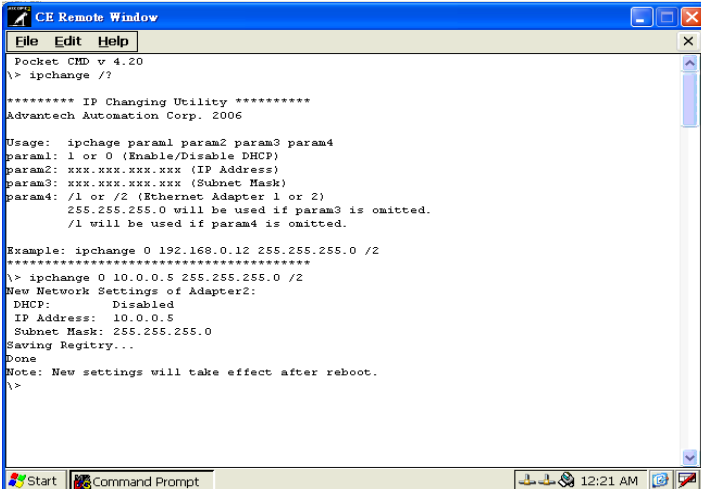 CE Remote Window
File Edit Help
Pocket CMD v 4.20
\> ipchange /?
********* IP Changing Utility **********
Advantech Automation Corp. 2006
Usage: ipchage param1 param2 param3 param4
param1: 1 or 0 (Enable/Disable DHCP)
param2: xxx.xxx.xxx.xxx (IP Address)
param3: xxx.xxx.xxx.xxx (Subnet Mask)
param4: /1 or /2 (Ethernet Adapter 1 or 2)
255.255.255.0 will be used if param3 is omitted.
/1 will be used if param4 is omitted.
Example: ipchange 0 192.168.0.12 255.255.255.0 /2
*****************************************
\> ipchange 0 10.0.0.5 255.255.255.0 /2
New Network Settings of Adapter2:
DHCP: Disabled
IP Address: 10.0.0.5
Subnet Mask: 255.255.255.0
Saving Regitry...
Done
Note: New settings will take effect after reboot.
\>
Start Command Prompt 12:21 AM